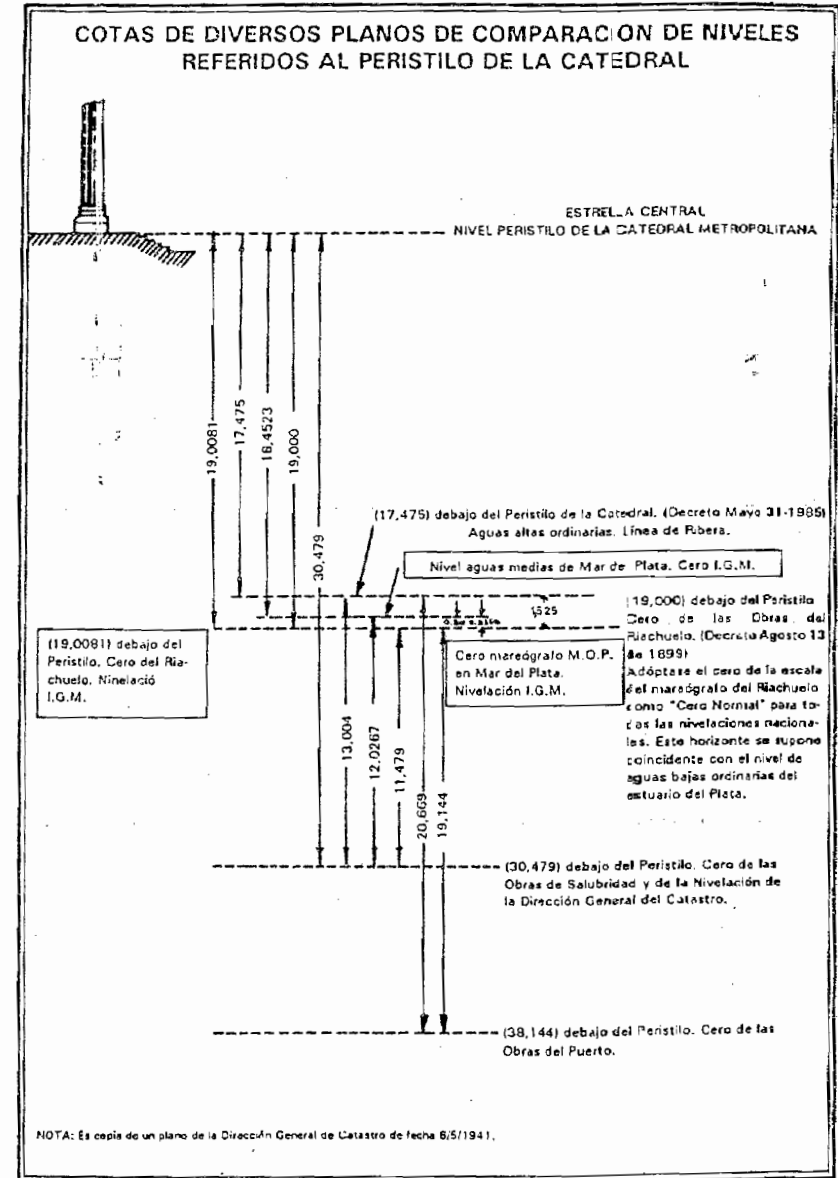 COTAS DE DIVERSOS PLANOS DE COMPARACION DE NIVELES
REFERIDOS AL PERISTILO DE LA CATEDRAL
ESTRELLA CENTRAL
NIVEL PERISTILO DE LA CATEDRAL METROPOLITANA
19,0081
17,475
18,4523
19,000
30,479
(17,475) debajo del Peristilo de la Catedral. (Decreto Mayo 31-1985)
Aguas altas ordinarias. Línea de Ribera.
Nivel aguas medias de Mar de Plata. Cero I.G.M.
1,525
(19,0081) debajo del
Peristilo. Cero del Ria-
chuelo. Ninelació
I.G.M.
Cero mareógrafo M.O.P.
en Mar del Plata.
Nivelación I.G.M.
(19,000) debajo del Peristilo
Cero de las Obras del
Riachuelo. (Decreto Agosto 13
de 1899)
Adóptase el cero de la escala
del mareógrafo del Riachuelo
como "Cero Normal" para to-
das las nivelaciones naciona-
les. Este horizonte se supone
coincidente con el nivel de
aguas bajas ordinarias del
estuario del Plata.
13,004
12,0267
11,479
20,669
19,144
(30,479) debajo del Peristilo. Cero de las
Obras de Salubridad y de la Nivelación de
la Dirección General del Catastro.
(38,144) debajo del Peristilo. Cero de las
Obras del Puerto.
NOTA: Es copia de un plano de la Dirección General de Catastro de fecha 6/5/1941.